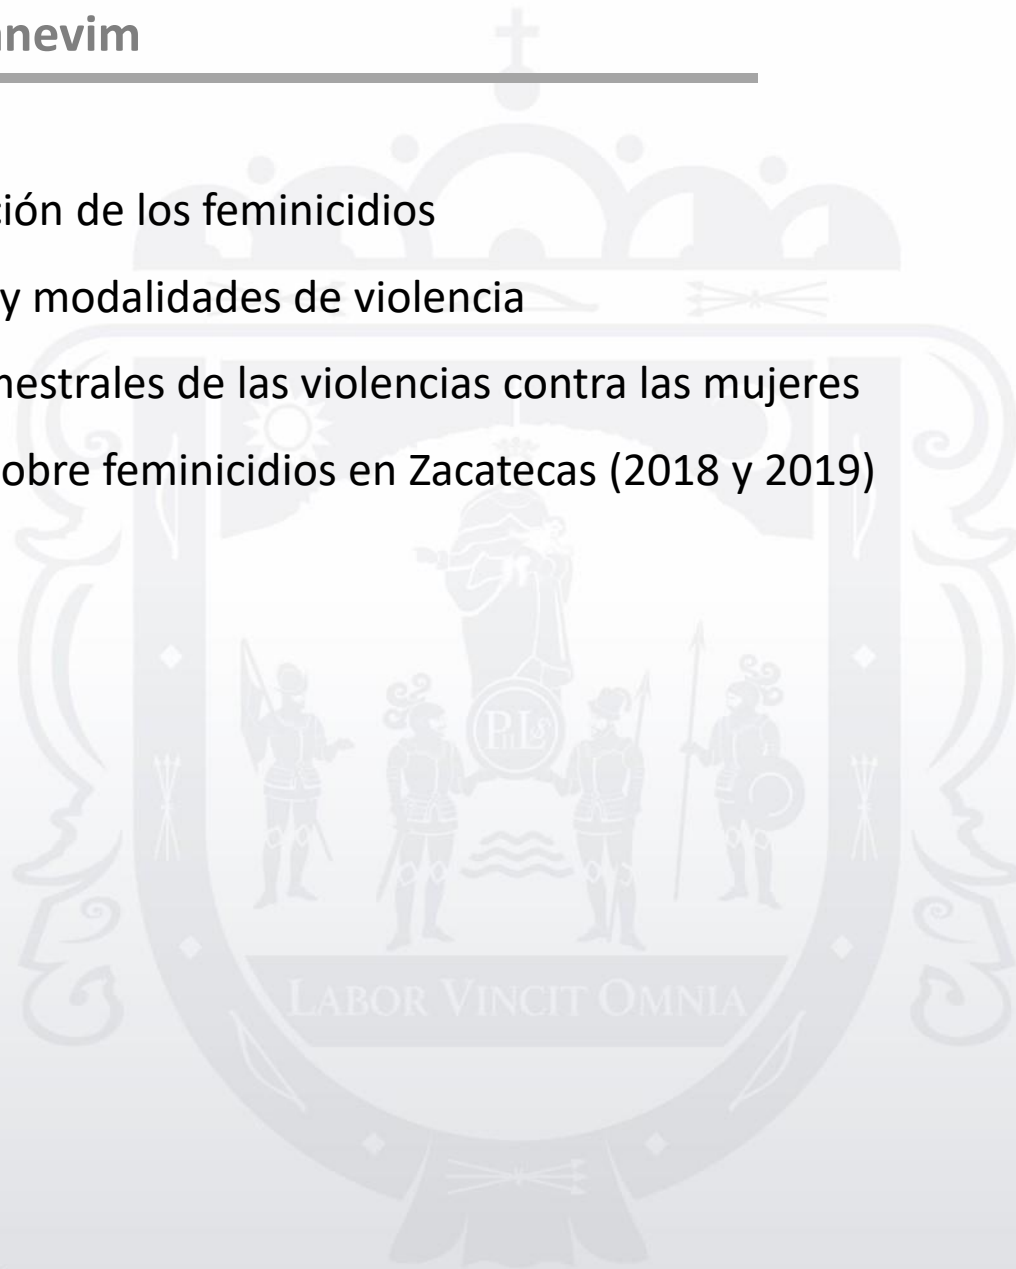 anevim
ción de los feminicidios
y modalidades de violencia
nestrales de las violencias contra las mujeres
obre feminicidios en Zacatecas (2018 y 2019)
LABOR VINCIT OMNIA